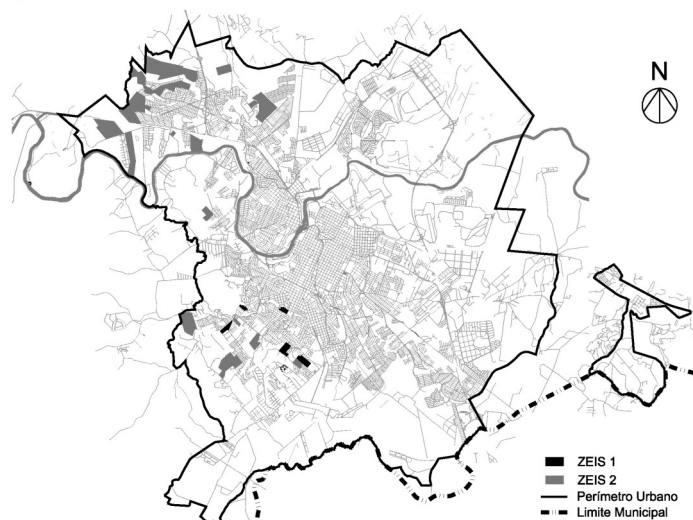 N
ZEIS 1
ZEIS 2
Perímetro Urbano
Limite Municipal